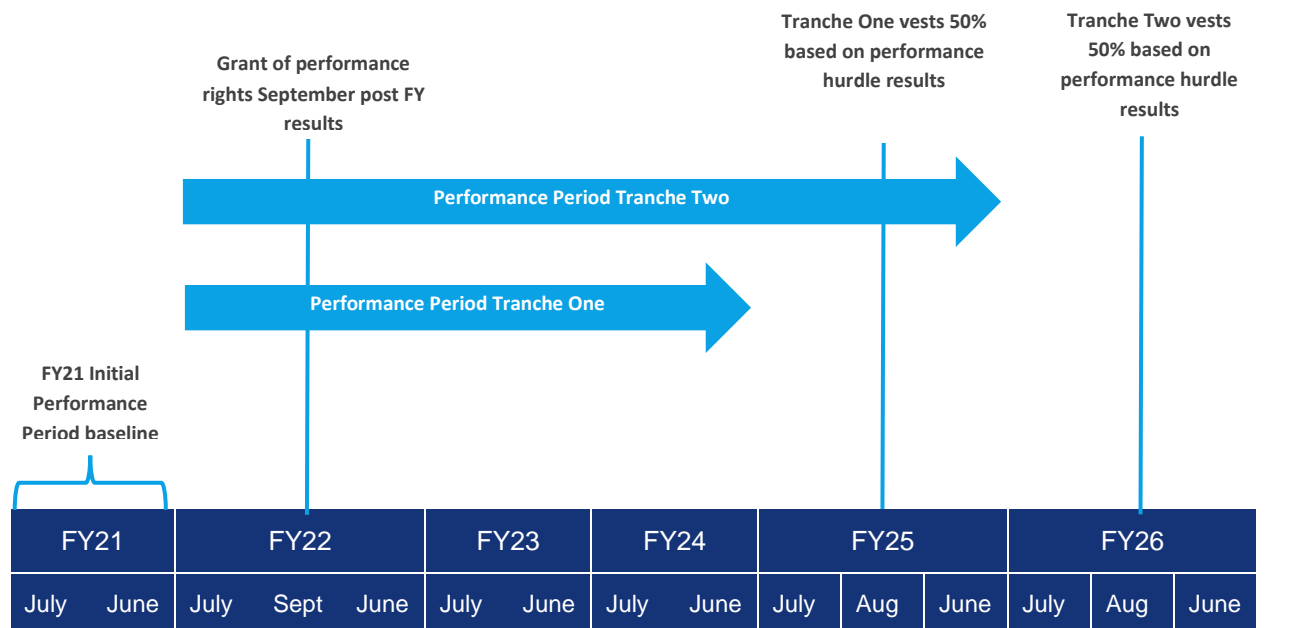 Tranche One vests 50%
based on performance
hurdle results
Tranche Two vests
50% based on
performance hurdle
results
Grant of performance
rights September post FY
results
Performance Period Tranche Two
Performance Period Tranche One
FY21 Initial
Performance
Period baseline
FY21 FY22 FY23 FY24 FY25 FY26
July June July Sept June July June July June July Aug June July Aug June